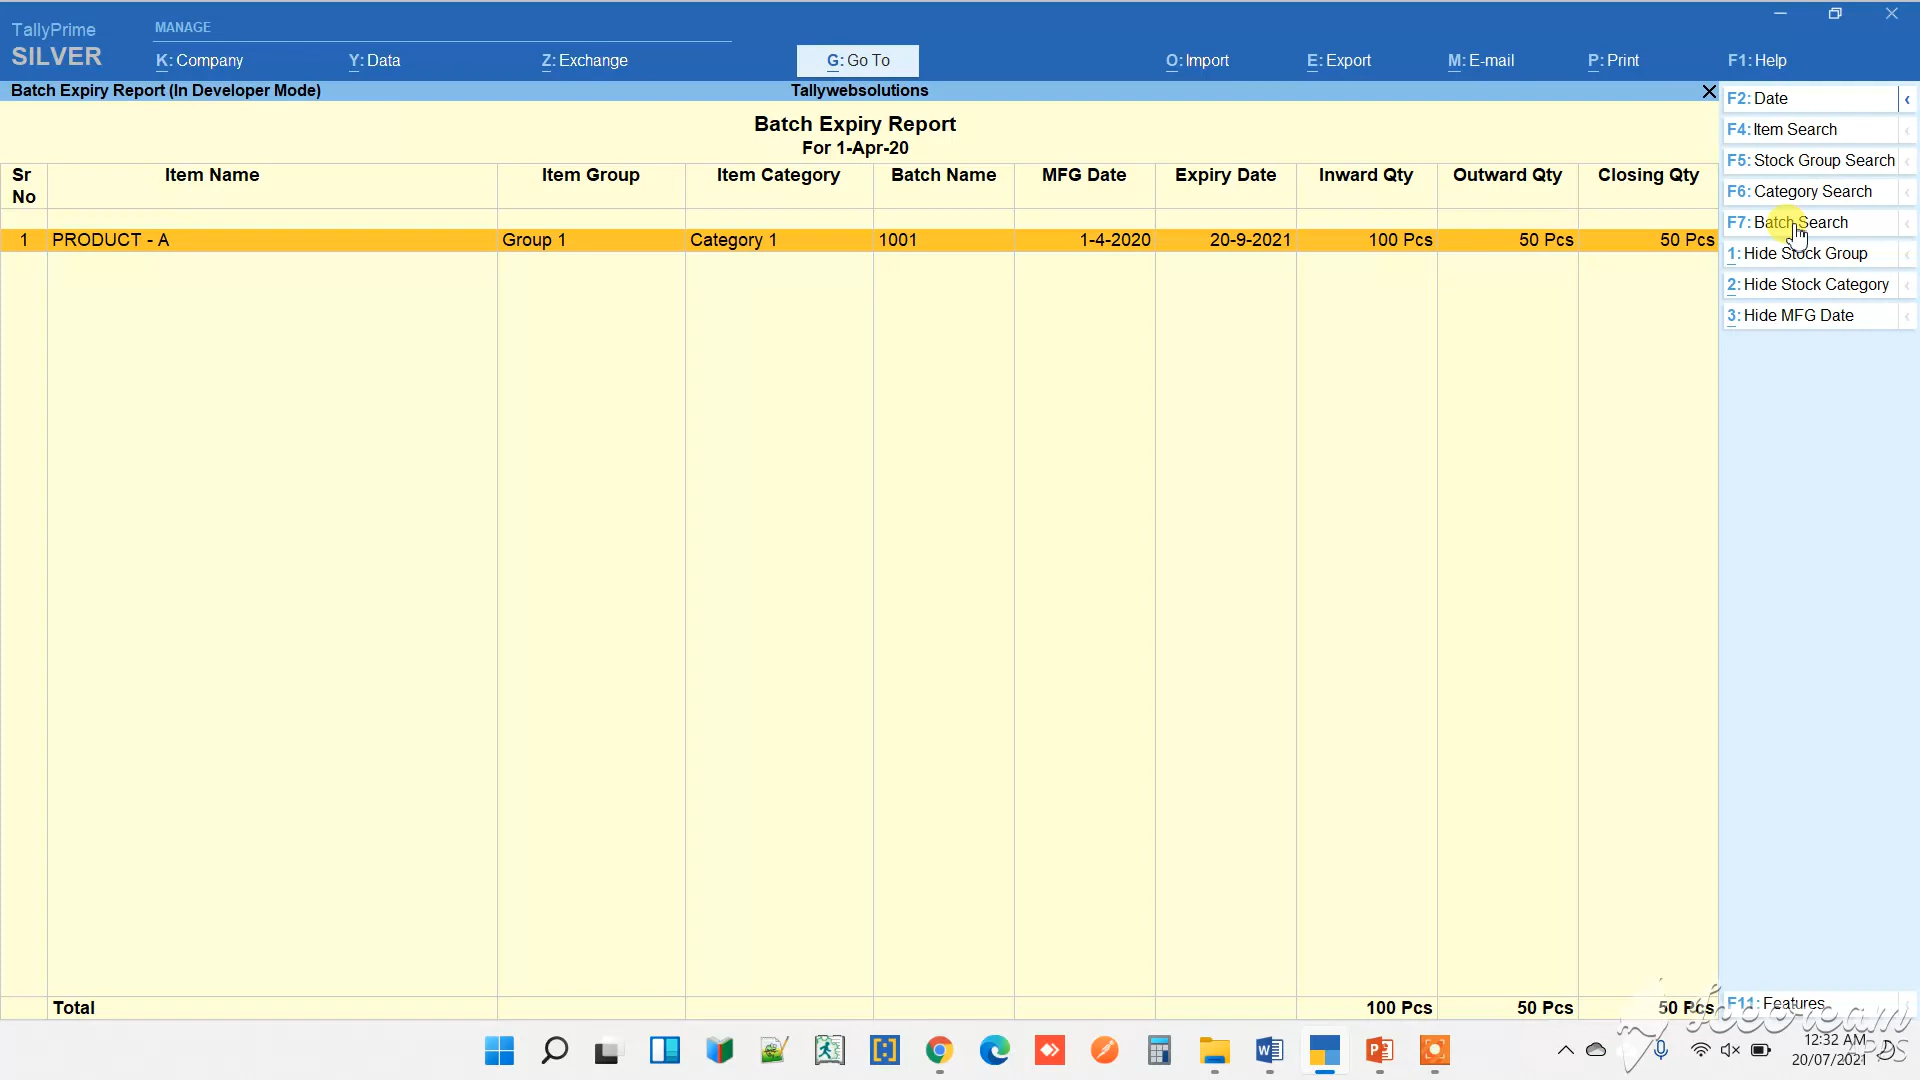 TallyPrime
SILVER
MANAGE
K: Company
Y: Data
Z: Exchange
G: Go To
O: Import
E: Export
M: E-mail
P: Print
F1: Help
Batch Expiry Report (In Developer Mode)
Tallywebsolutions
Batch Expiry Report
For 1-Apr-20
Sr No Item Name Item Group Item Category Batch Name MFG Date Expiry Date Inward Qty Outward Qty Closing Qty
1 PRODUCT - A Group 1 Category 1 1001 1-4-2020 20-9-2021 100 Pcs 50 Pcs 50 Pcs
Total 100 Pcs 50 Pcs 50 Pcs
F2: Date
F4: Item Search
F5: Stock Group Search
F6: Category Search
F7: Batch Search
1: Hide Stock Group
2: Hide Stock Category
3: Hide MFG Date
F11: Features
Icecream
APPS
12:32 AM
20/07/2021